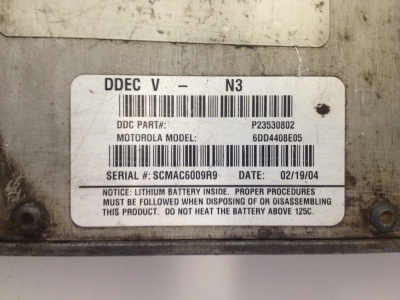 DDEC V - N3
DDC PART#: P23530802
MOTOROLA MODEL: 6DD4408E05
SERIAL #: SCMAC6009R9 DATE: 02/19/04
NOTICE: LITHIUM BATTERY INSIDE. PROPER PROCEDURES
MUST BE FOLLOWED WHEN DISPOSING OF OR DISASSEMBLING
THIS PRODUCT. DO NOT HEAT THE BATTERY ABOVE 125C.